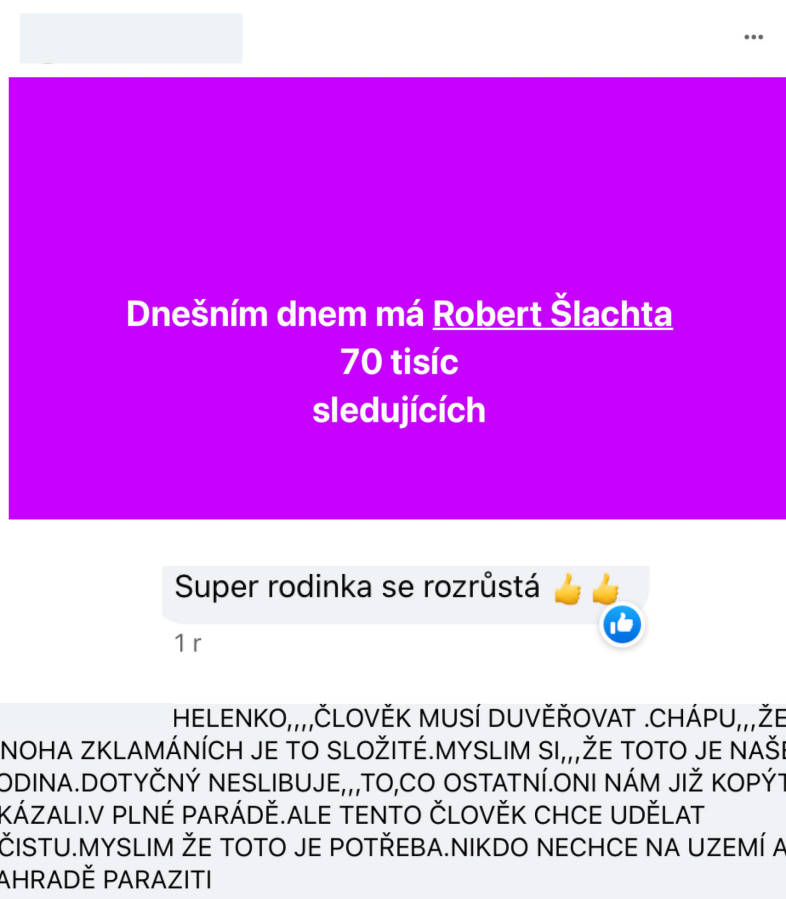 Dnešním dnem má Robert Šlachta
70 tisíc
sledujících
Super rodinka se rozrůstá 👍👍
1 r
HELENKO,,,,ČLOVĚK MUSÍ DUVĚŘOVAT .CHÁPU,,,ŽE
NOHA ZKLAMÁNÍCH JE TO SLOŽITÉ.MYSLIM SI,,,ŽE TOTO JE NAŠE
ODINA.DOTYČNÝ NESLIBUJE,,,TO,CO OSTATNÍ.ONI NÁM JIŽ KOPÝT
KÁZALI.V PLNÉ PARÁDĚ.ALE TENTO ČLOVĚK CHCE UDĚLAT
ČISTU.MYSLIM ŽE TOTO JE POTŘEBA.NIKDO NECHCE NA UZEMÍ A
AHRADĚ PARAZITI